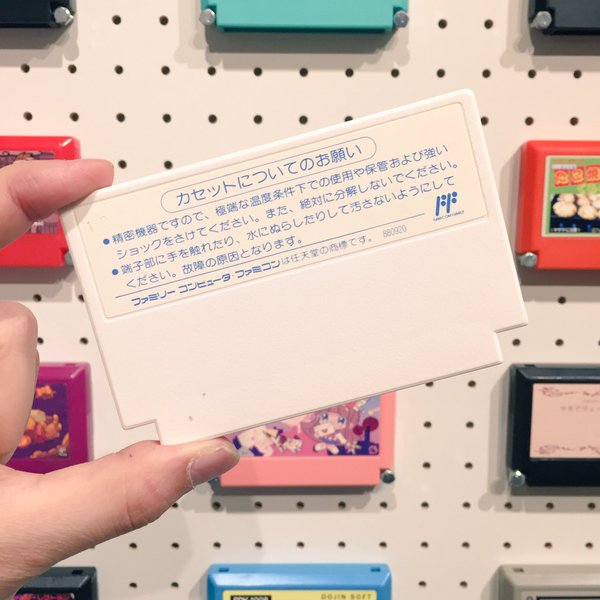 カセットについてのお願い
●精密機器ですので、極端な温度条件下での使用や保管および強い
ショックをさけてください。また、絶対に分解しないでください。
●端子部に手を触れたり、水にぬらしたりして汚さないようにして
ください。故障の原因となります。
ファミリー コンピュータ ファミコンは任天堂の商標です。 880920
DOJIN SOFT